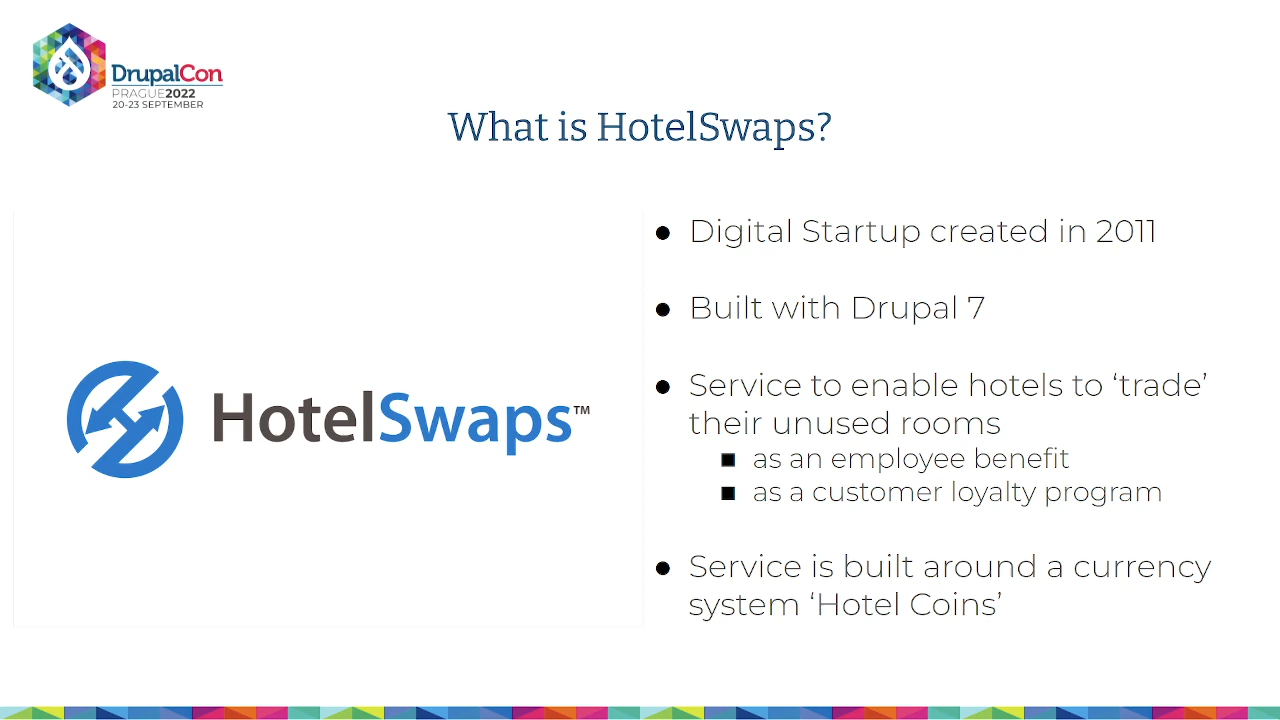 DrupalCon
PRAGUE2022
20-23 SEPTEMBER
What is HotelSwaps?
HotelSwaps™
● Digital Startup created in 2011
● Built with Drupal 7
● Service to enable hotels to ‘trade’
their unused rooms
■ as an employee benefit
■ as a customer loyalty program
● Service is built around a currency
system ‘Hotel Coins’